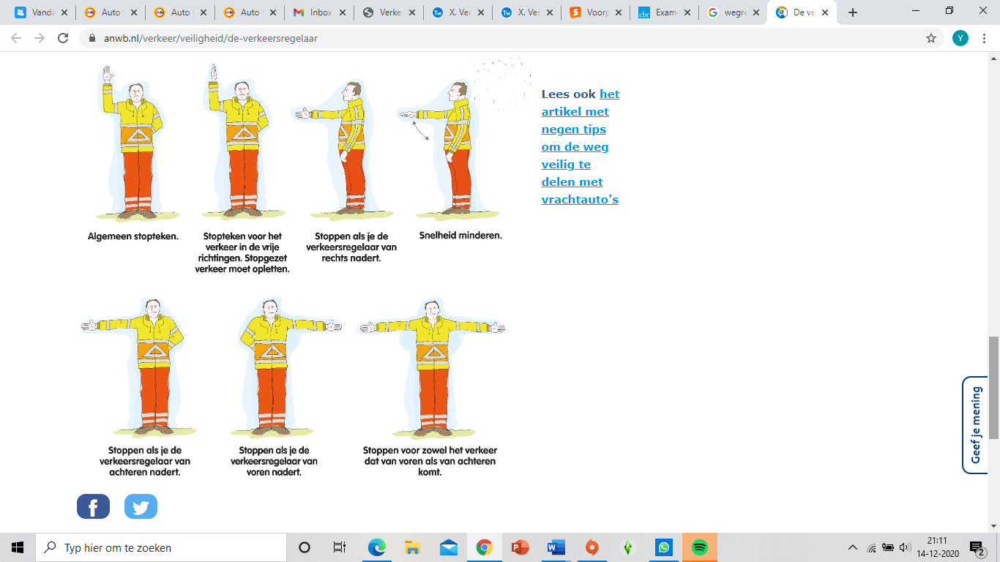 Vanda
Auto
Auto
Auto
Inbox
Verke
X. Ver
X. Ver
Voorp
Exam
wegre
De ve
anwb.nl/verkeer/veiligheid/de-verkeersregelaar
Y
Algemeen stopteken.
Stopteken voor het
verkeer in de vrije
richtingen. Stopgezet
verkeer moet opletten.
Stoppen als je de
verkeersregelaar van
rechts nadert.
Snelheid minderen.
Lees ook het
artikel met
negen tips
om de weg
veilig te
delen met
vrachtauto's
Stoppen als je de
verkeersregelaar van
achteren nadert.
Stoppen als je de
verkeersregelaar van
voren nadert.
Stoppen voor zowel het verkeer
dat van voren als van achteren
komt.
Geef je mening
Typ hier om te zoeken
21:11
14-12-2020
2